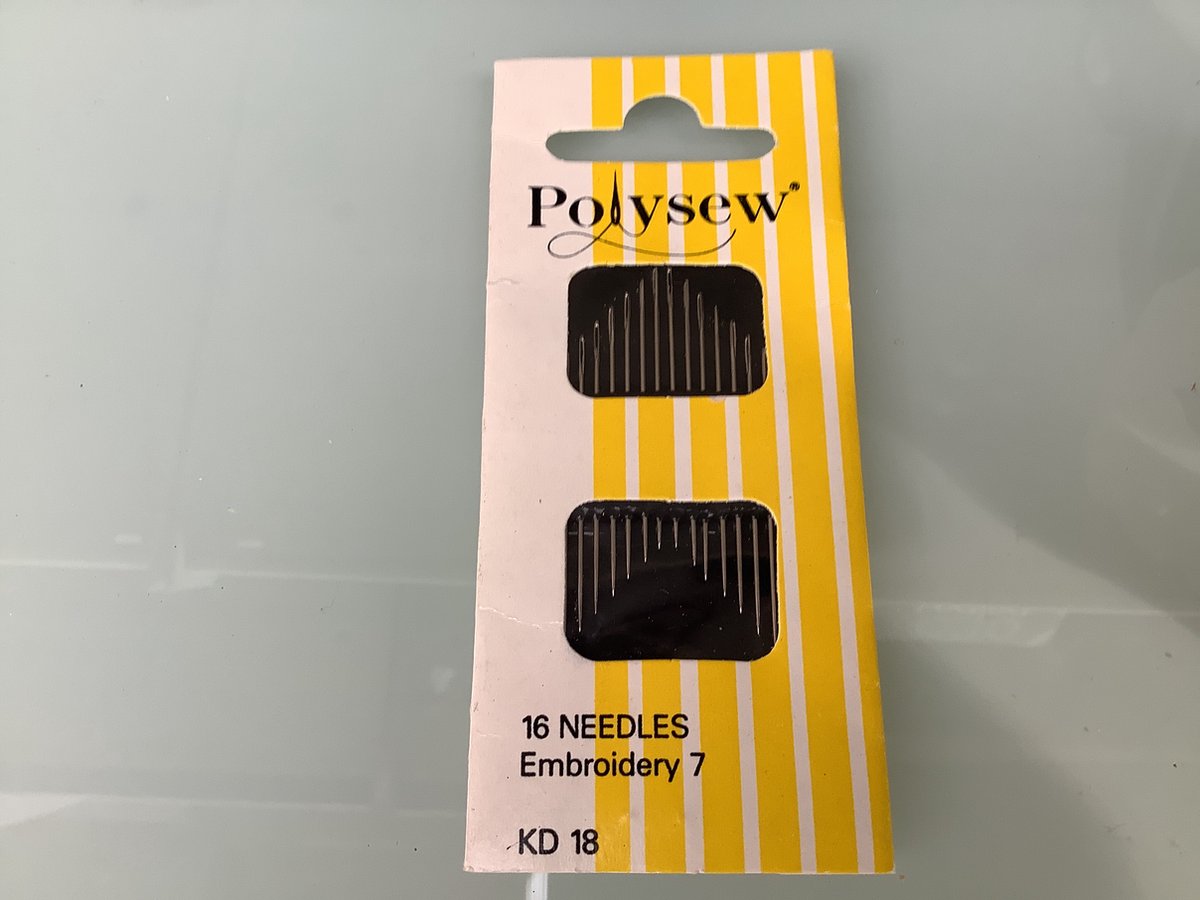 Polysew®
16 NEEDLES
Embroidery 7
KD 18